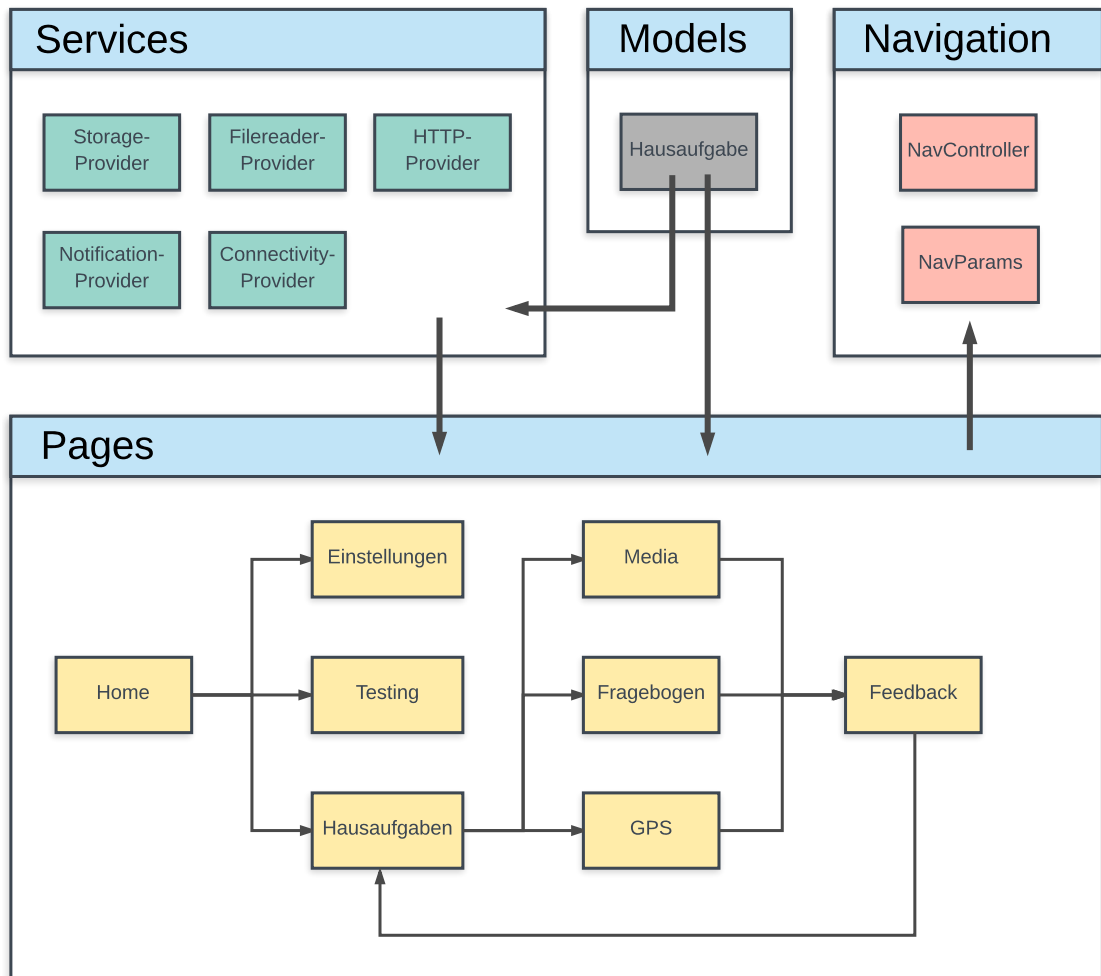 Services
Storage-
Provider
Filereader-
Provider
HTTP-
Provider
Notification-
Provider
Connectivity-
Provider
Models
Hausaufgabe
Navigation
NavController
NavParams
Pages
Home
Einstellungen
Testing
Hausaufgaben
Media
Fragebogen
GPS
Feedback